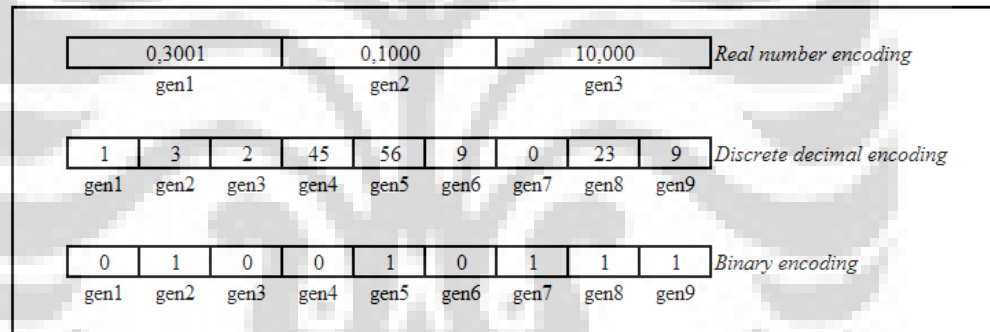 0,3001 0,1000 10,000 Real number encoding
gen1 gen2 gen3
1 3 2 45 56 9 0 23 9 Discrete decimal encoding
gen1 gen2 gen3 gen4 gen5 gen6 gen7 gen8 gen9
0 1 0 0 1 0 1 1 1 Binary encoding
gen1 gen2 gen3 gen4 gen5 gen6 gen7 gen8 gen9